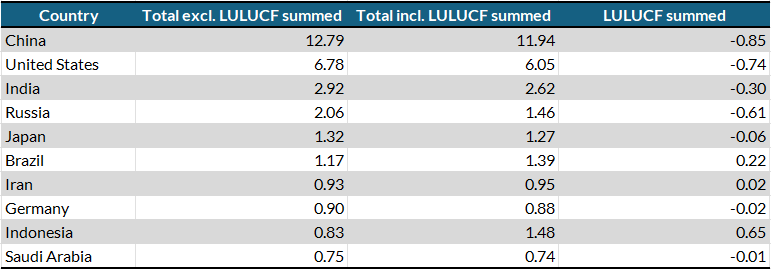 Country Total excl. LULUCF summed Total incl. LULUCF summed LULUCF summed
China 12.79 11.94 -0.85
United States 6.78 6.05 -0.74
India 2.92 2.62 -0.30
Russia 2.06 1.46 -0.61
Japan 1.32 1.27 -0.06
Brazil 1.17 1.39 0.22
Iran 0.93 0.95 0.02
Germany 0.90 0.88 -0.02
Indonesia 0.83 1.48 0.65
Saudi Arabia 0.75 0.74 -0.01